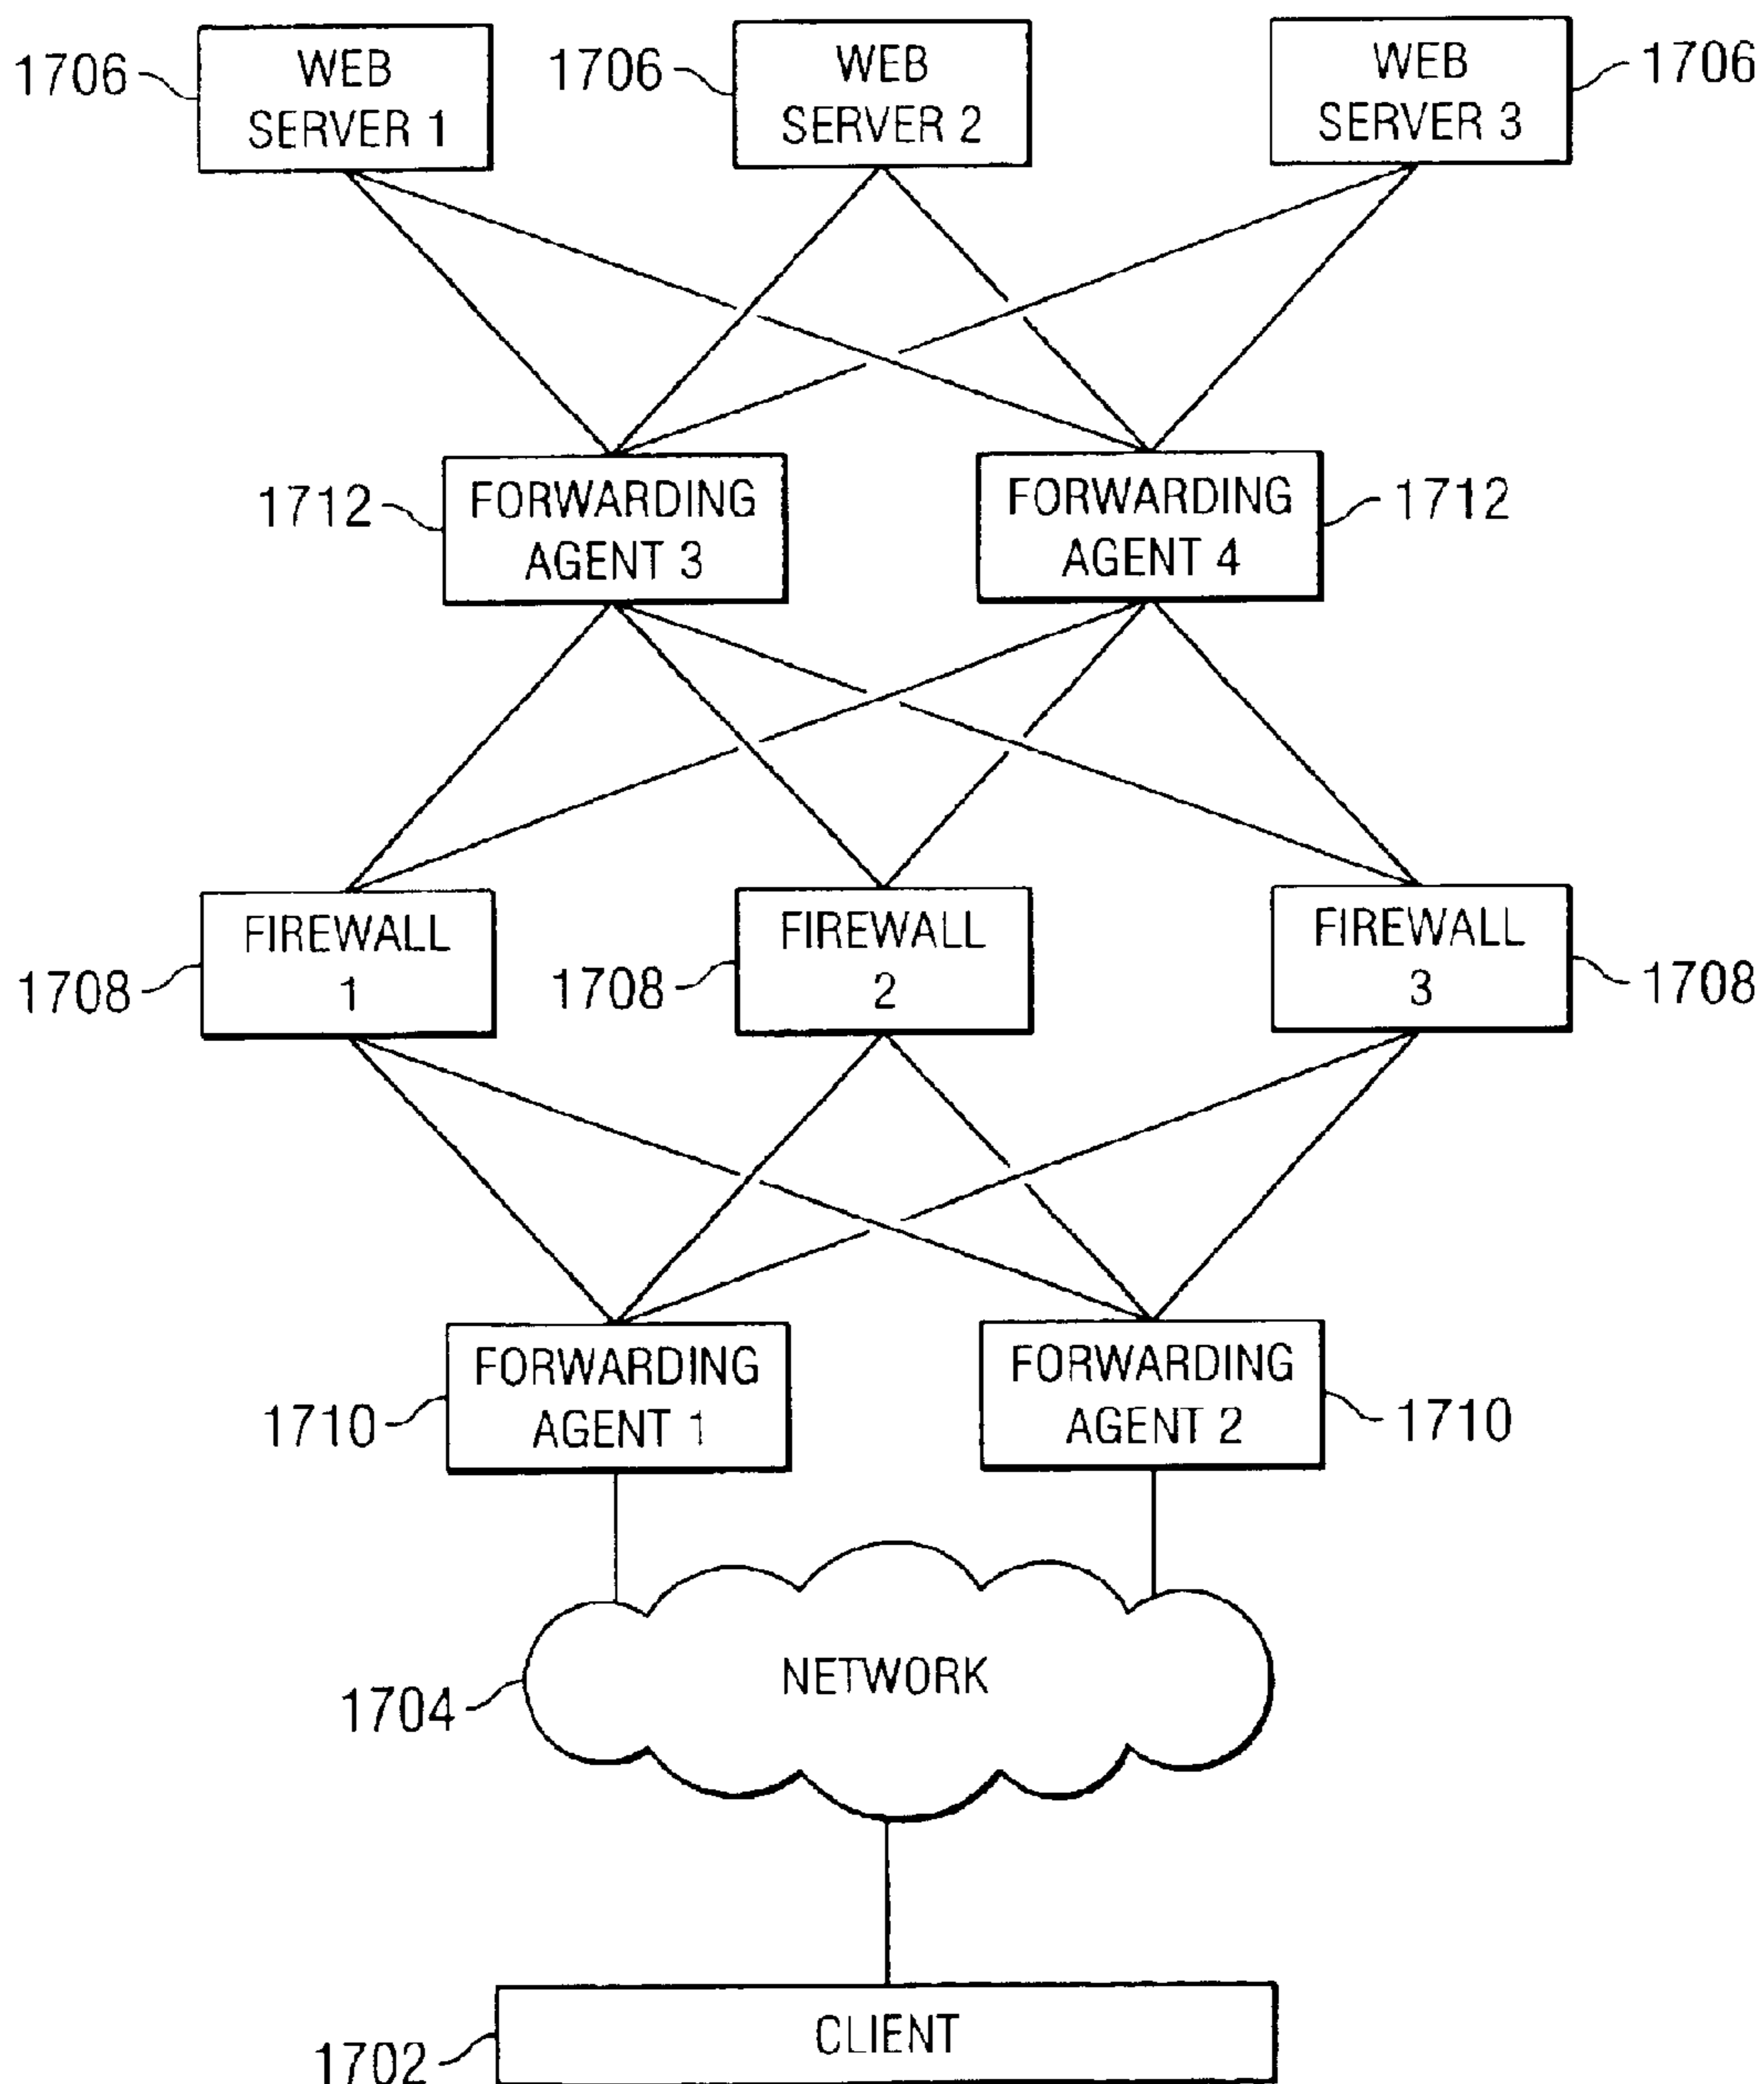 1706
WEB
SERVER 1
1706
WEB
SERVER 2
WEB
SERVER 3
1706
1712
FORWARDING
AGENT 3
FORWARDING
AGENT 4
1712
FIREWALL
1
1708
FIREWALL
2
1708
FIREWALL
3
1708
FORWARDING
AGENT 1
1710
FORWARDING
AGENT 2
1710
NETWORK
1704
CLIENT
1702